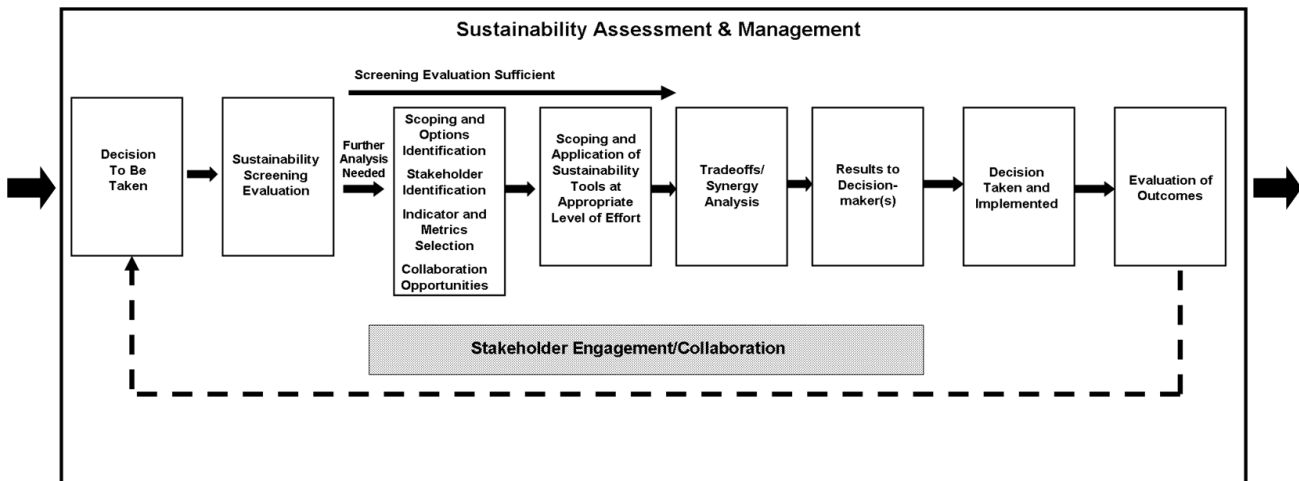 Sustainability Assessment & Management
Screening Evaluation Sufficient
Decision
To Be
Taken
Sustainability
Screening
Evaluation
Further
Analysis
Needed
Scoping and
Options
Identification
Stakeholder
Identification
Indicator and
Metrics
Selection
Collaboration
Opportunities
Scoping and
Application of
Sustainability
Tools at
Appropriate
Level of Effort
Tradeoffs/
Synergy
Analysis
Results to
Decision-
maker(s)
Decision
Taken and
Implemented
Evaluation of
Outcomes
Stakeholder Engagement/Collaboration